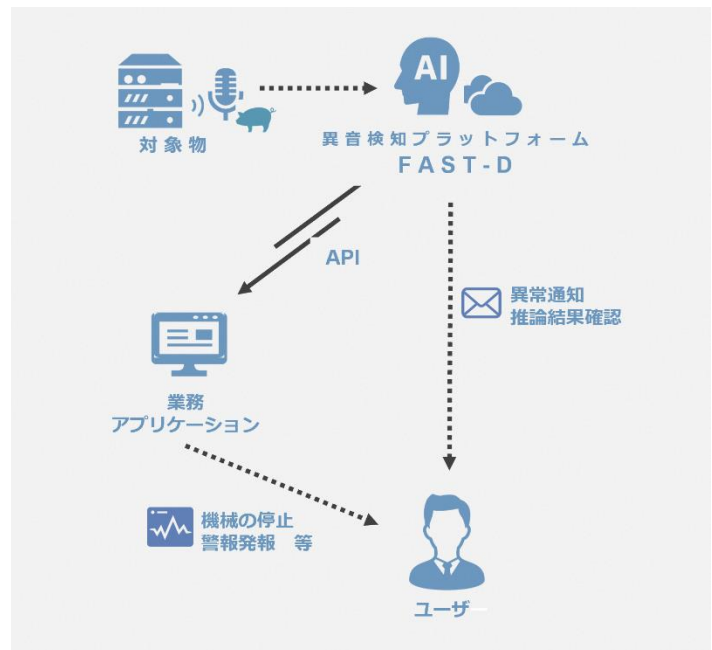 AI
対象物
異音検知プラットフォーム
FAST-D
API
異常通知
推論結果確認
業務
アプリケーション
機械の停止
警報発報 等
ユーザー